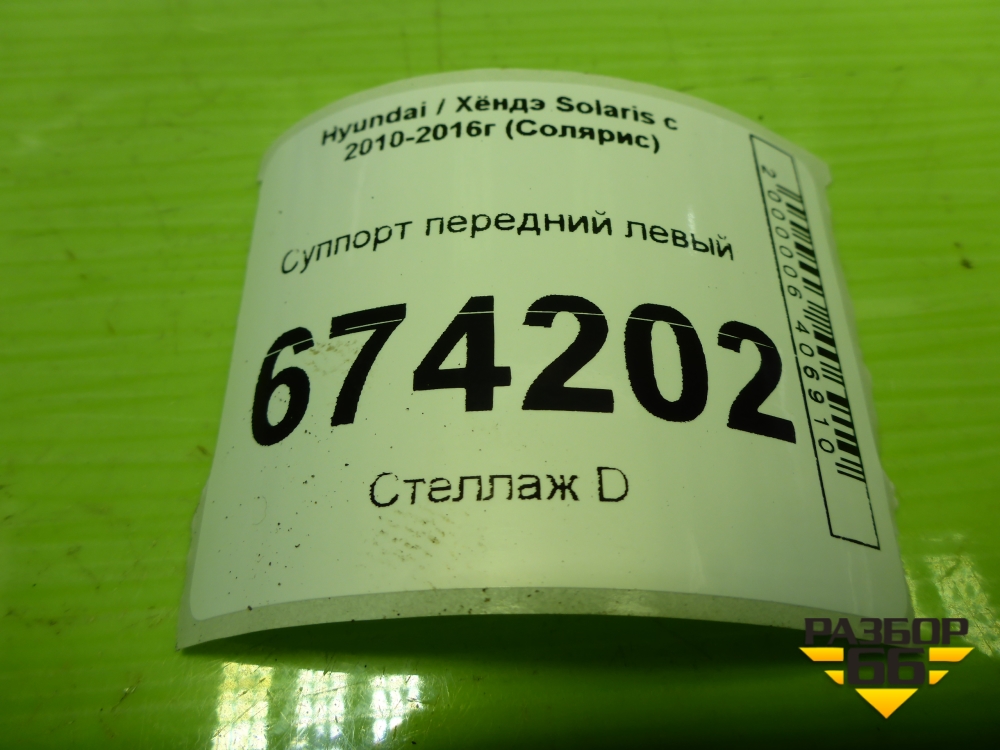 Hyundai / Хёндэ Solaris с
2010-2016г (Солярис)
Суппорт передний левый
674202
Стеллаж D
2000006406910
РАЗБОР
66